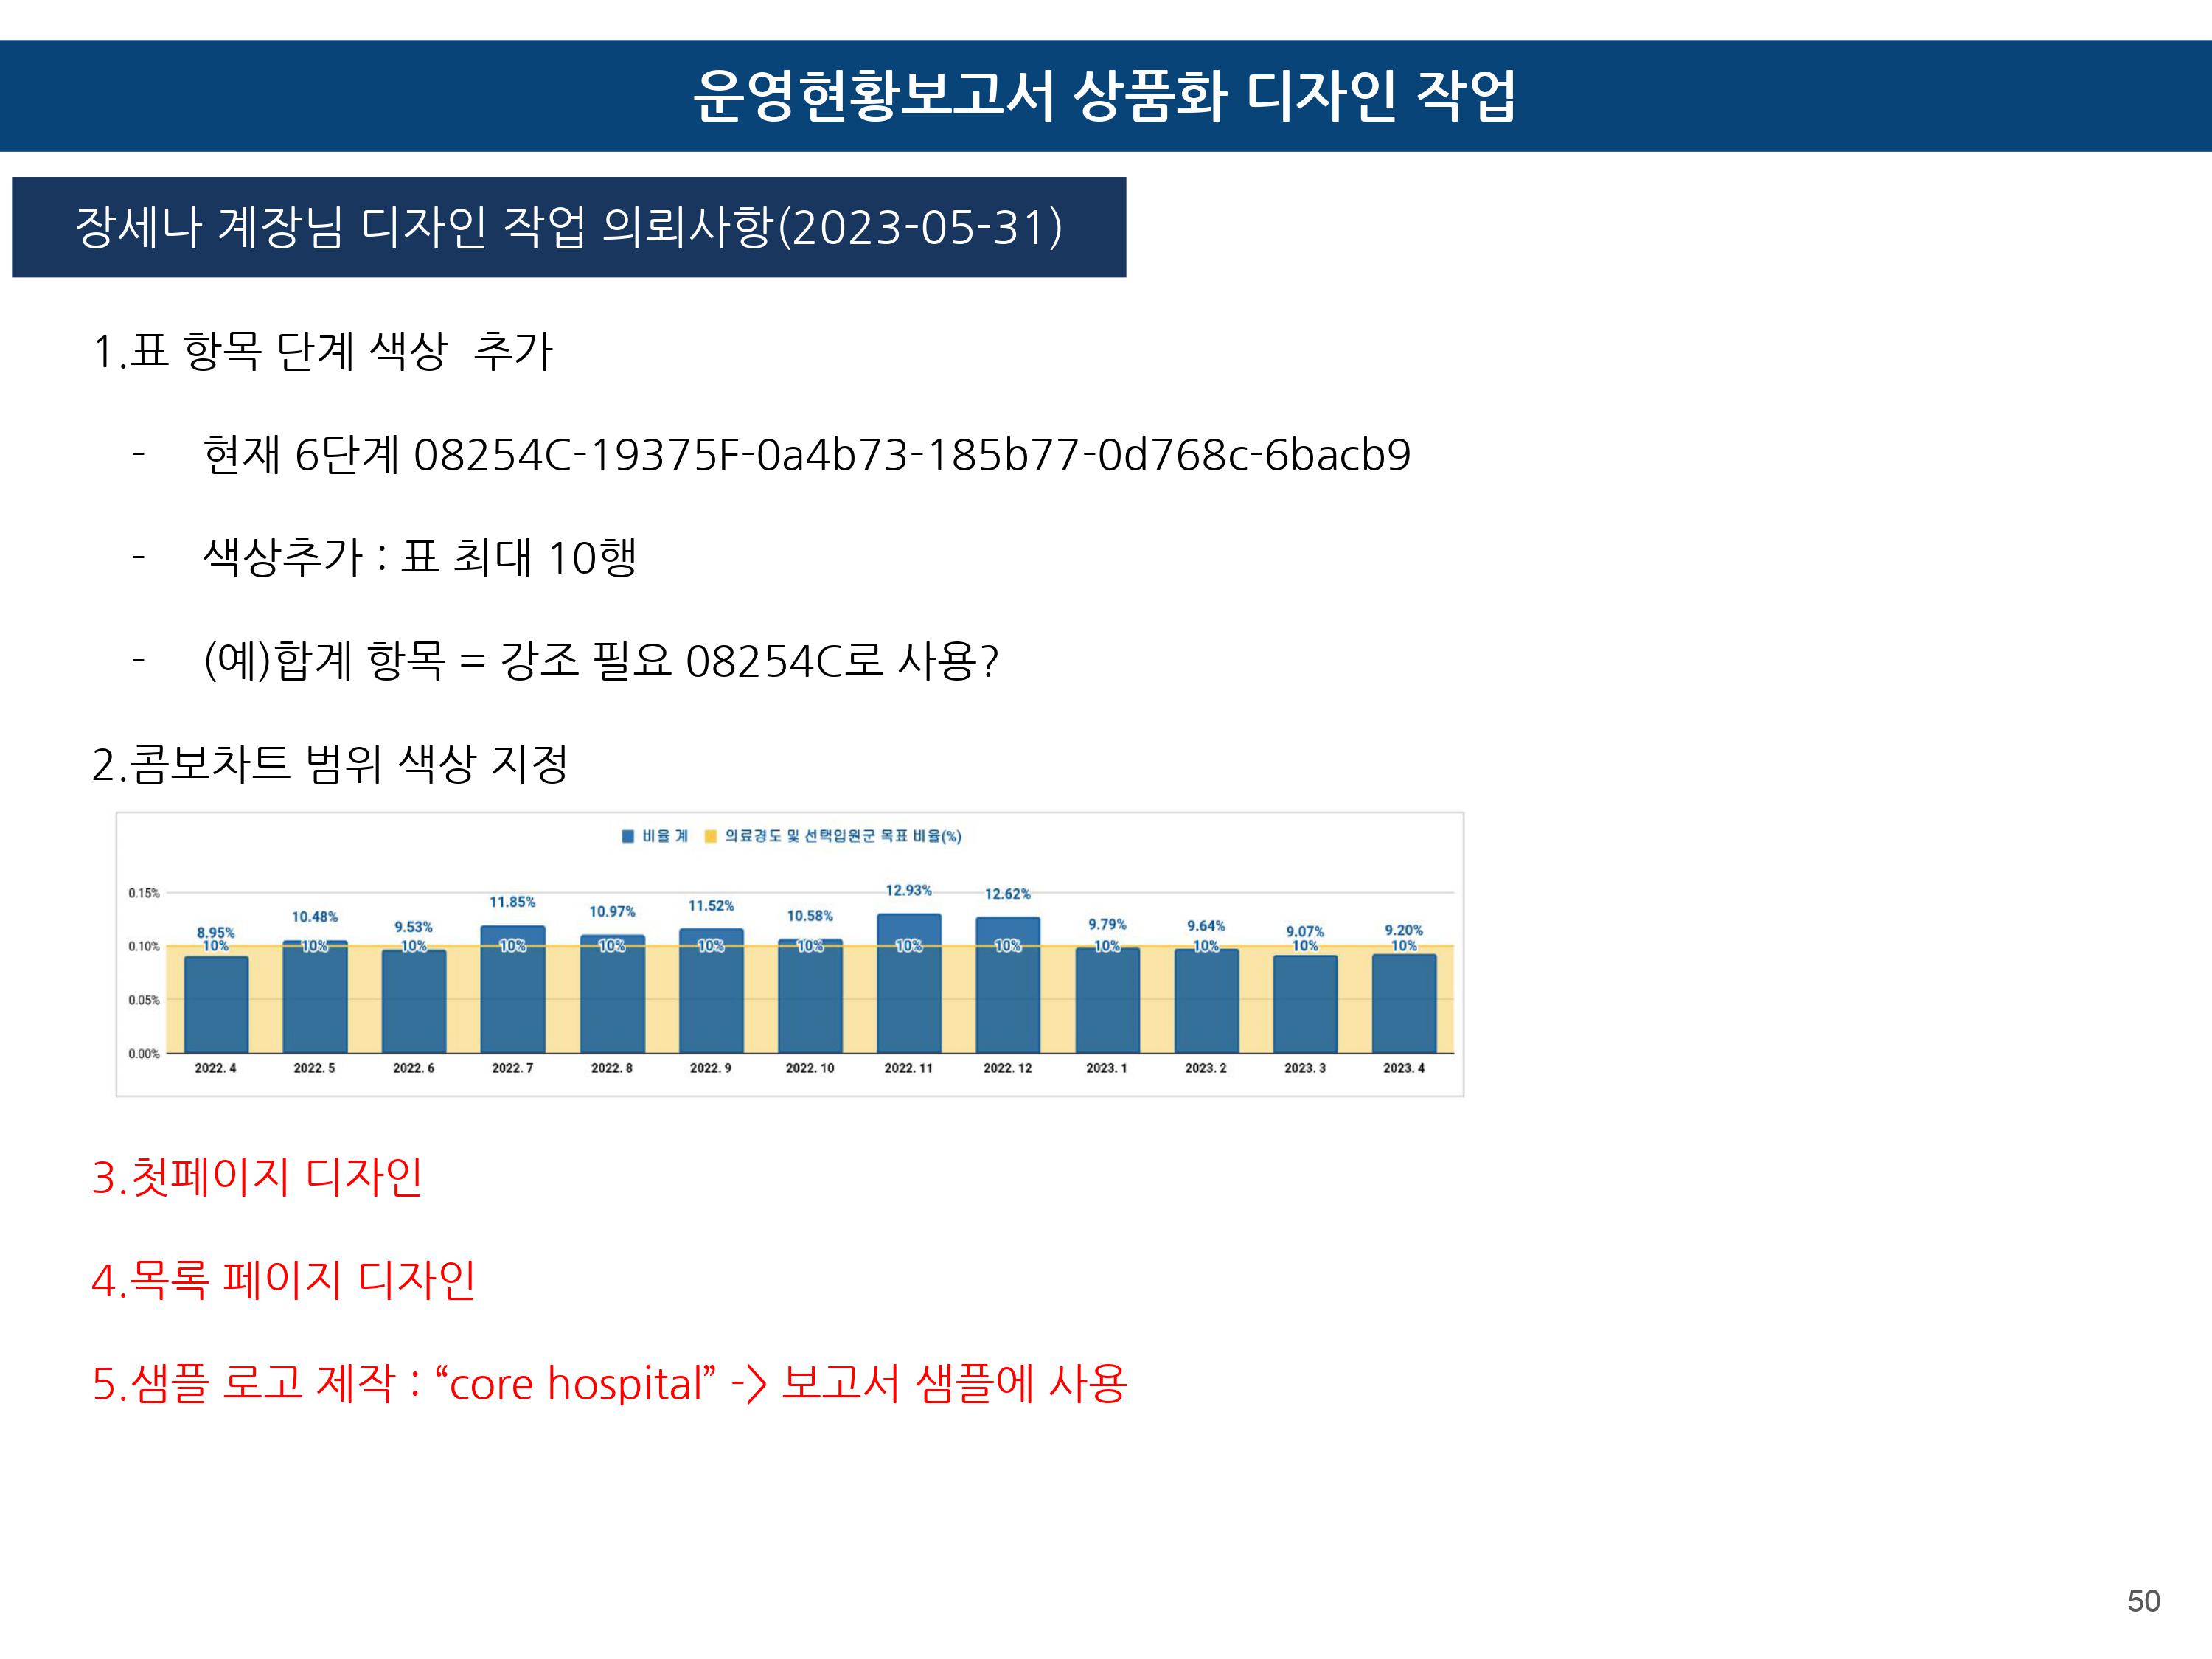 운영현황보고서 상품화 디자인 작업
장세나 계장님 디자인 작업 의뢰사항(2023-05-31)
1.표 항목 단계 색상 추가
- 현재 6단계 08254C-19375F-0a4b73-185b77-0d768c-6bacb9
- 색상추가 : 표 최대 10행
- (예)합계 항목 = 강조 필요 08254C로 사용?
2.콤보차트 범위 색상 지정
비율 계 의료경도 및 선택입원군 목표 비율(%)
0.15%
0.10%
0.05%
0.00%
8.95% 10.48% 9.53% 11.85% 10.97% 11.52% 10.58% 12.93% 12.62% 9.79% 9.64% 9.07% 9.20%
10% 10% 10% 10% 10% 10% 10% 10% 10% 10% 10% 10% 10%
2022. 4 2022. 5 2022. 6 2022. 7 2022. 8 2022. 9 2022. 10 2022. 11 2022. 12 2023. 1 2023. 2 2023. 3 2023. 4
3.첫페이지 디자인
4.목록 페이지 디자인
5.샘플 로고 제작 : “core hospital” -> 보고서 샘플에 사용
50